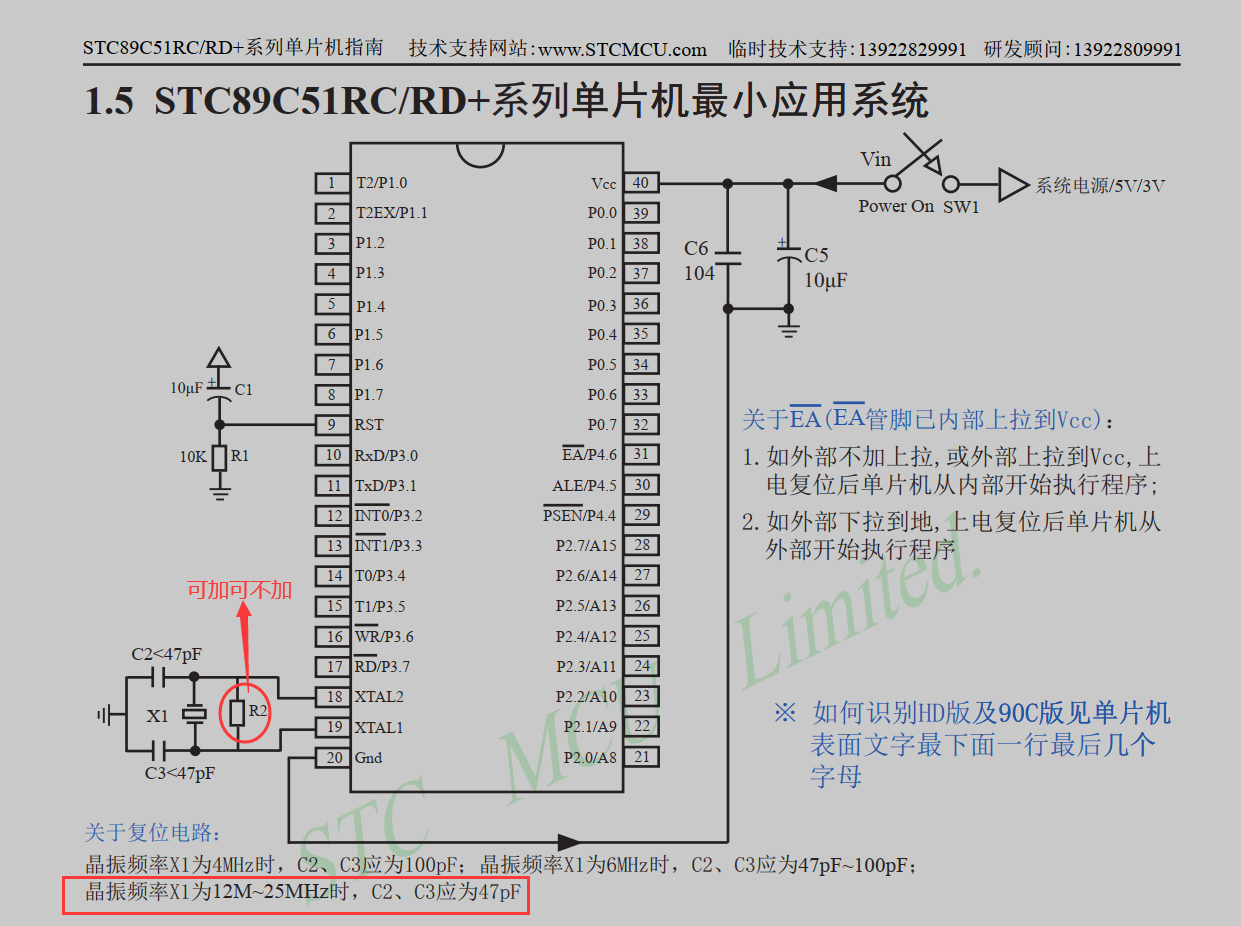 STC89C51RC/RD+系列单片机指南 技术支持网站:www.STCMCU.com 临时技术支持:13922829991 研发顾问:13922809991
1.5 STC89C51RC/RD+系列单片机最小应用系统
Vin
系统电源/5V/3V
Power On SW1
1 T2/P1.0 Vcc 40
2 T2EX/P1.1 P0.0 39
3 P1.2 P0.1 38
4 P1.3 P0.2 37
5 P1.4 P0.3 36
6 P1.5 P0.4 35
7 P1.6 P0.5 34
8 P1.7 P0.6 33
9 RST P0.7 32
10 RxD/P3.0 EA/P4.6 31
11 TxD/P3.1 ALE/P4.5 30
12 INT0/P3.2 PSEN/P4.4 29
13 INT1/P3.3 P2.7/A15 28
14 T0/P3.4 P2.6/A14 27
15 T1/P3.5 P2.5/A13 26
16 WR/P3.6 P2.4/A12 25
17 RD/P3.7 P2.3/A11 24
18 XTAL2 P2.2/A10 23
19 XTAL1 P2.1/A9 22
20 Gnd P2.0/A8 21
C6
104
+
C5
10μF
10μF + C1
10K R1
可加可不加
C2<47pF
X1
R2
C3<47pF
关于EA(EA管脚已内部上拉到Vcc):
1.如外部不加上拉,或外部上拉到Vcc,上
电复位后单片机从内部开始执行程序;
2.如外部下拉到地,上电复位后单片机从
外部开始执行程序
※ 如何识别HD版及90C版见单片机
表面文字最下面一行最后几个
字母
STC MCU Limited.
关于复位电路:
晶振频率X1为4MHz时, C2、C3应为100pF; 晶振频率X1为6MHz时, C2、C3应为47pF~100pF;
晶振频率X1为12M~25MHz时, C2、C3应为47pF